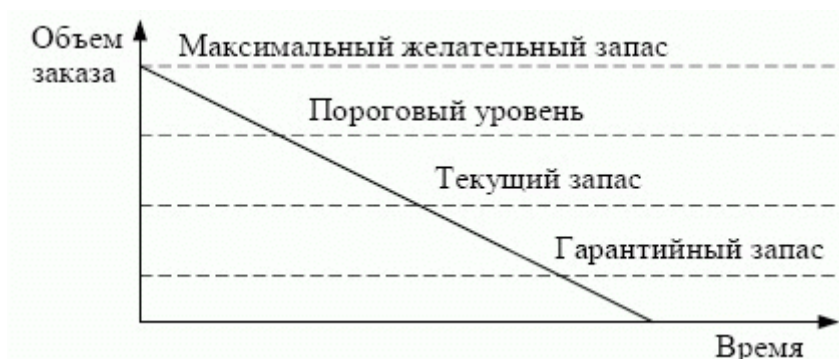 Объем
заказа
Максимальный желательный запас
Пороговый уровень
Текущий запас
Гарантийный запас
Время